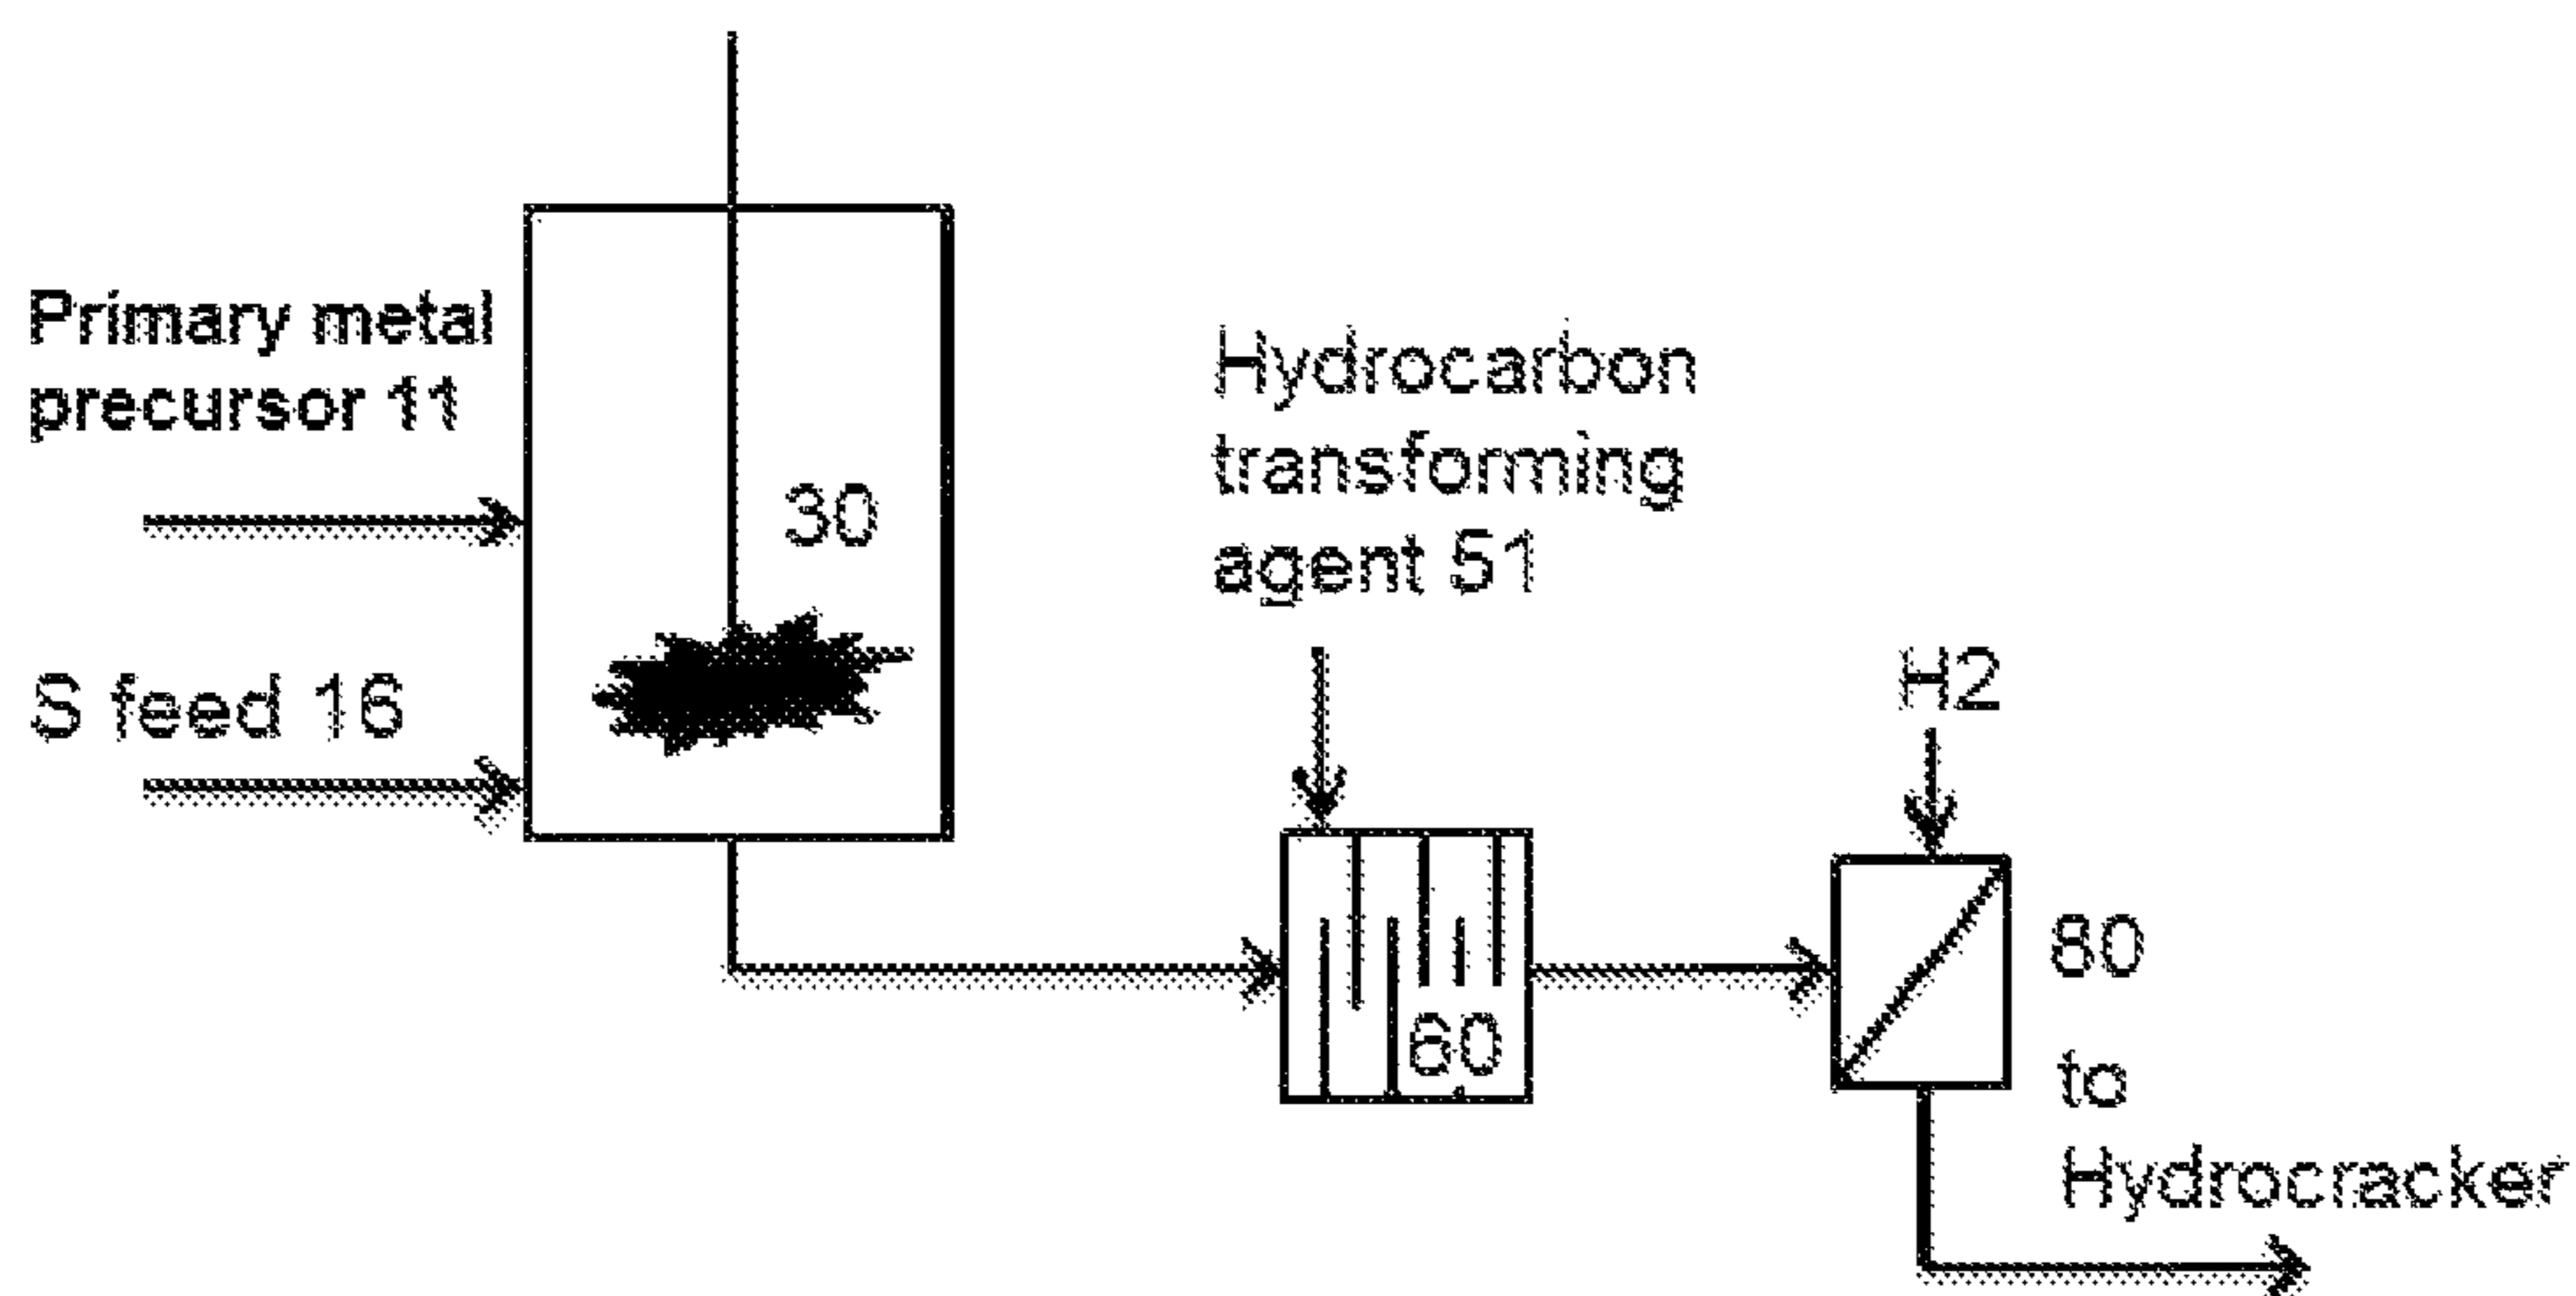 Primary metal
precursor 11
S feed 16
30
Hydrocarbon
transforming
agent 51
60
H2
80
to
Hydrocracker